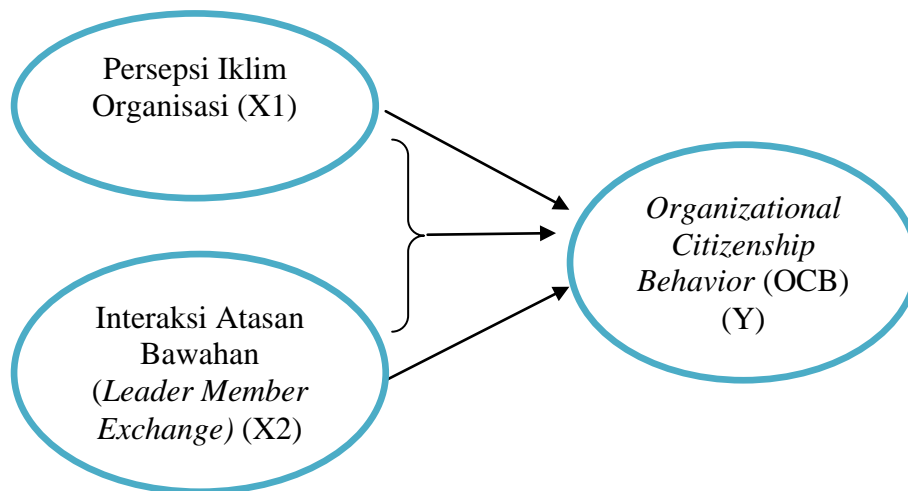 Persepsi Iklim
Organisasi (X1)
Organizational
Citizenship
Behavior (OCB)
(Y)
Interaksi Atasan
Bawahan
(Leader Member
Exchange) (X2)